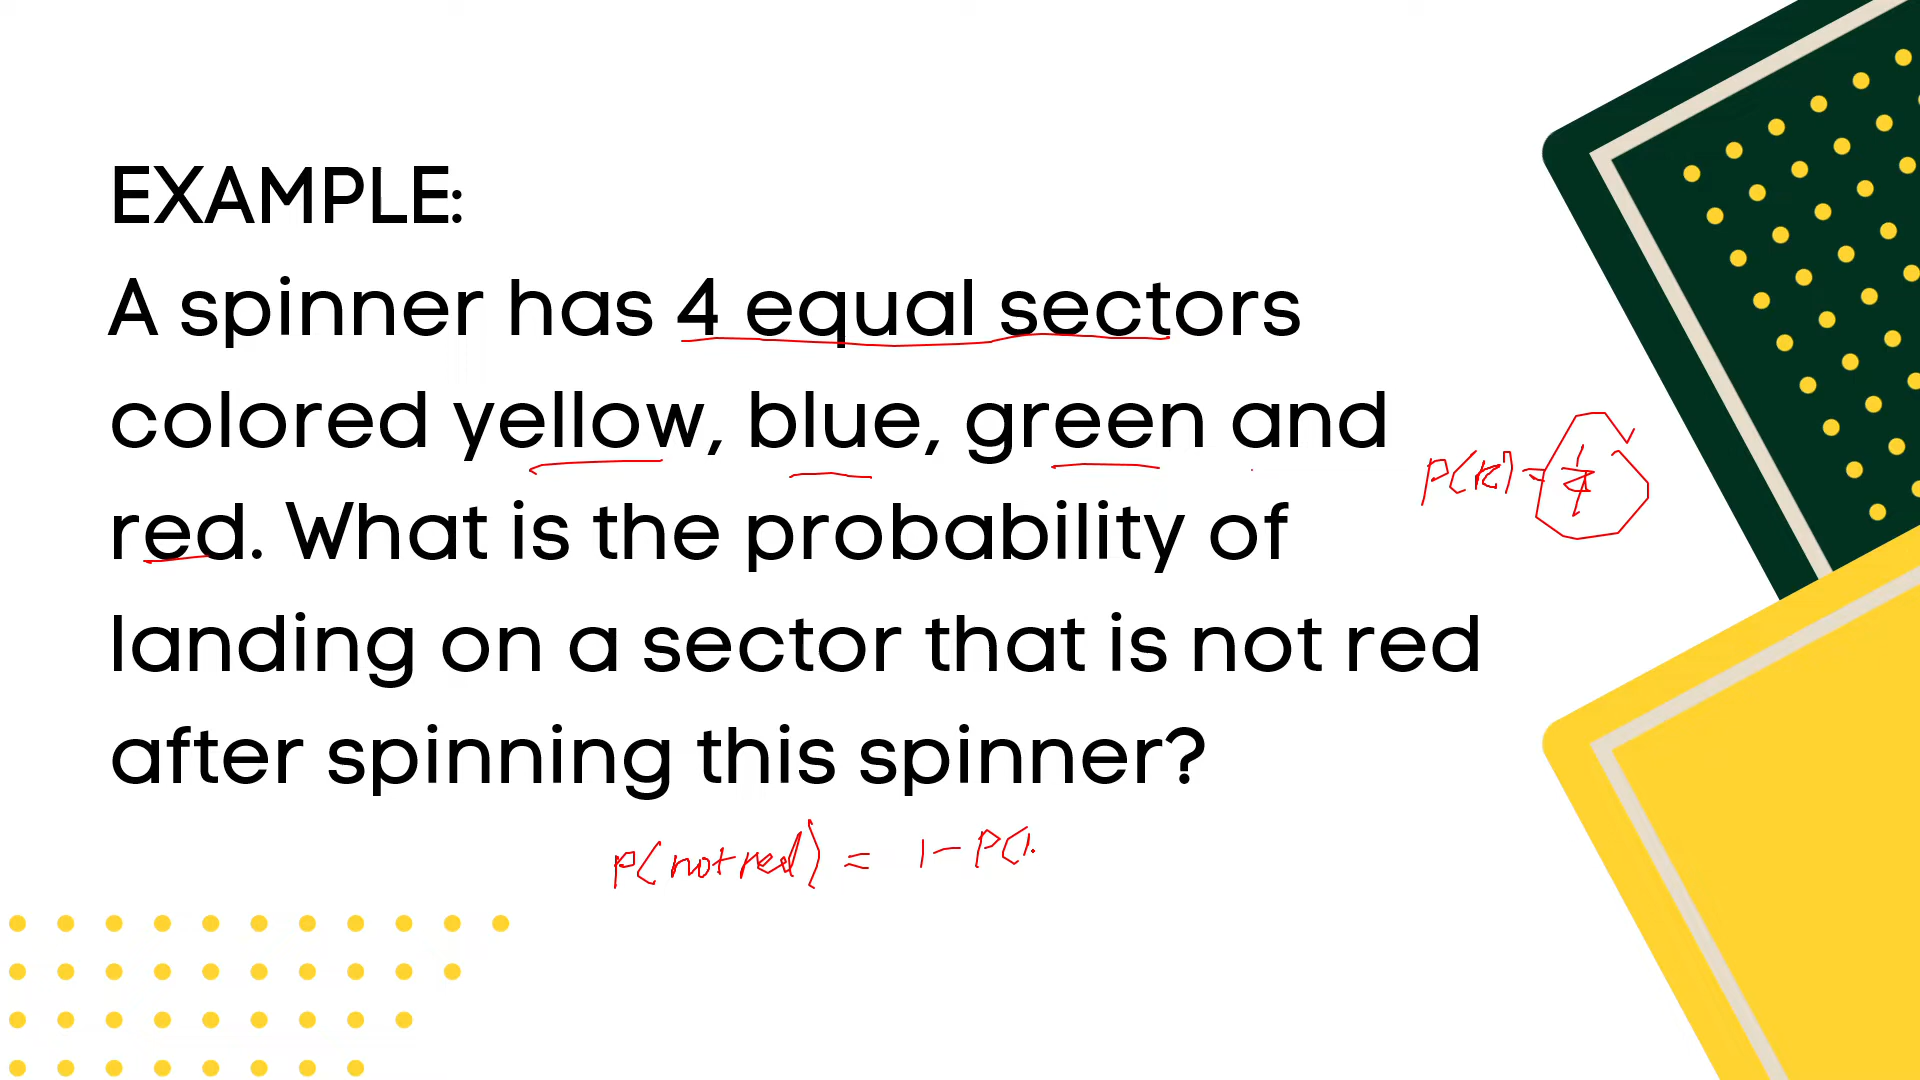 EXAMPLE:
A spinner has 4 equal sectors
colored yellow, blue, green and
red. What is the probability of
landing on a sector that is not red
after spinning this spinner?
P(R) = 1/4
P(not red) = 1 - P(